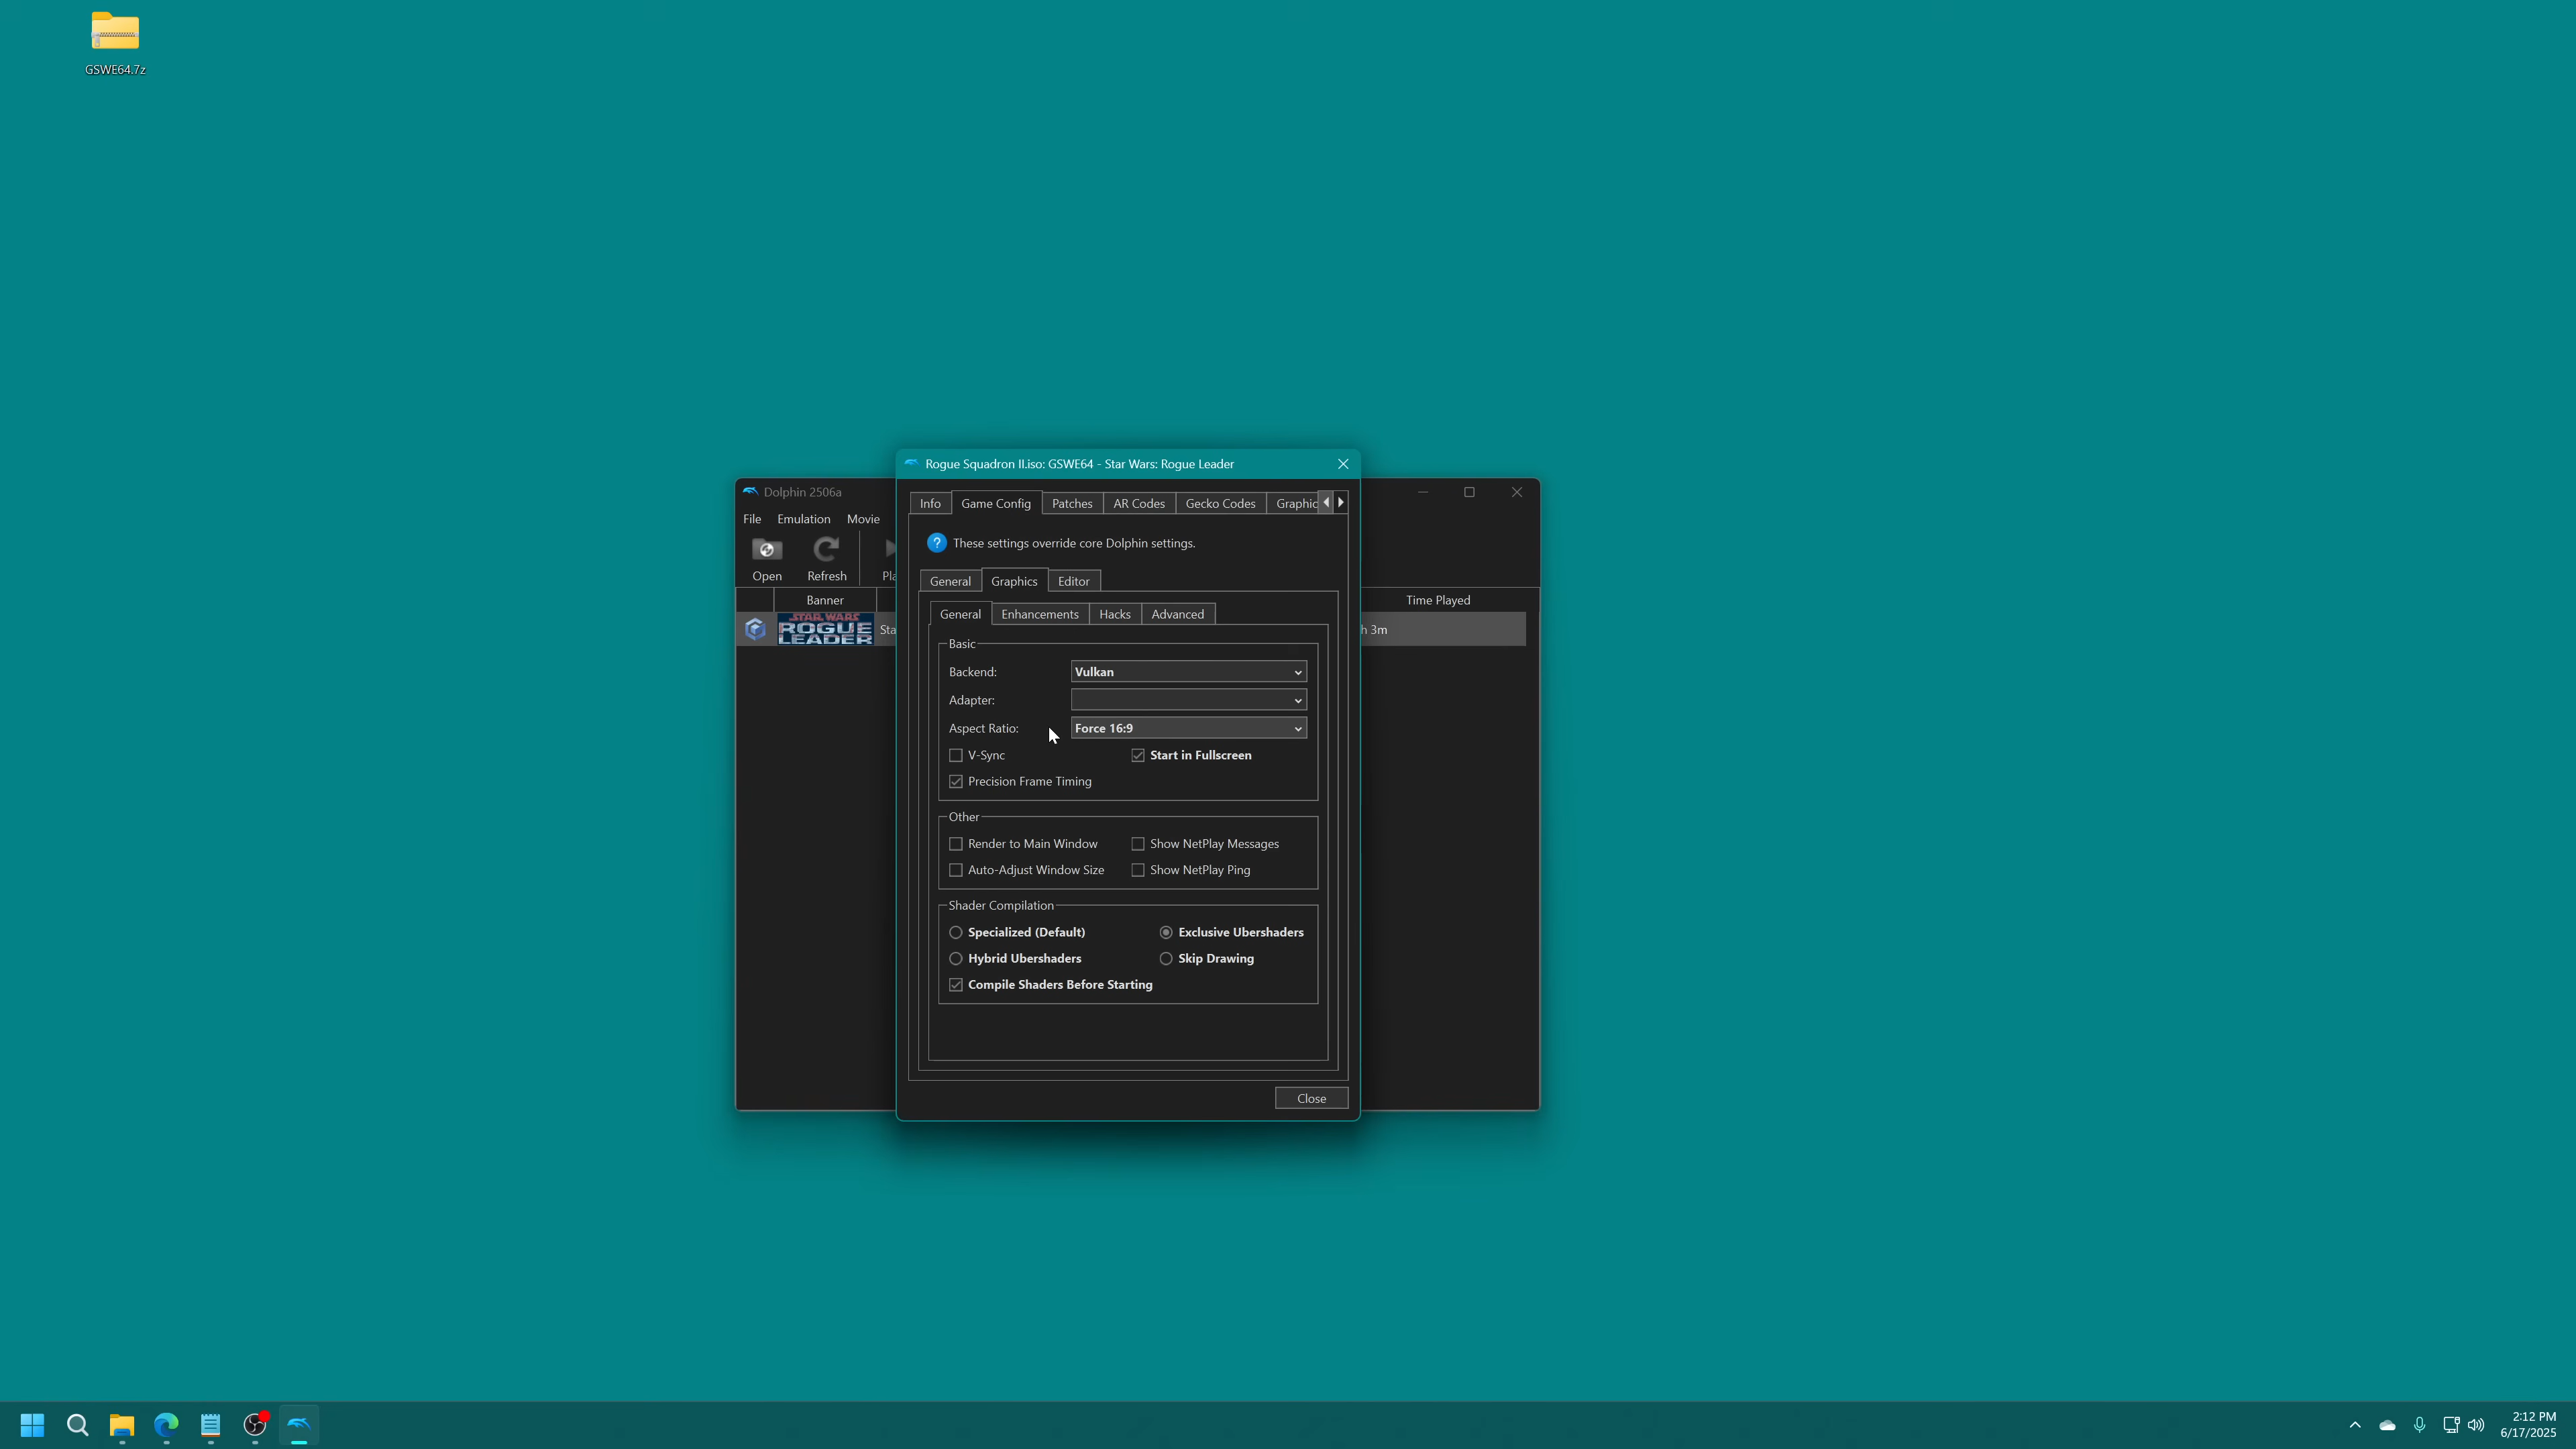 GSWE64.7z
Rogue Squadron II.iso: GSWE64 - Star Wars: Rogue Leader
Dolphin 2506a
Info Game Config Patches AR Codes Gecko Codes Graphic
File Emulation Movie
These settings override core Dolphin settings.
Open Refresh Pla
General Graphics Editor
Banner Time Played
General Enhancements Hacks Advanced
STAR WARS
ROGUE
LEADER
Sta h 3m
Basic
Backend: Vulkan
Adapter:
Aspect Ratio: Force 16:9
V-Sync Start in Fullscreen
Precision Frame Timing
Other
Render to Main Window Show NetPlay Messages
Auto-Adjust Window Size Show NetPlay Ping
Shader Compilation
Specialized (Default) Exclusive Ubershaders
Hybrid Ubershaders Skip Drawing
Compile Shaders Before Starting
Close
2:12 PM
6/17/2025